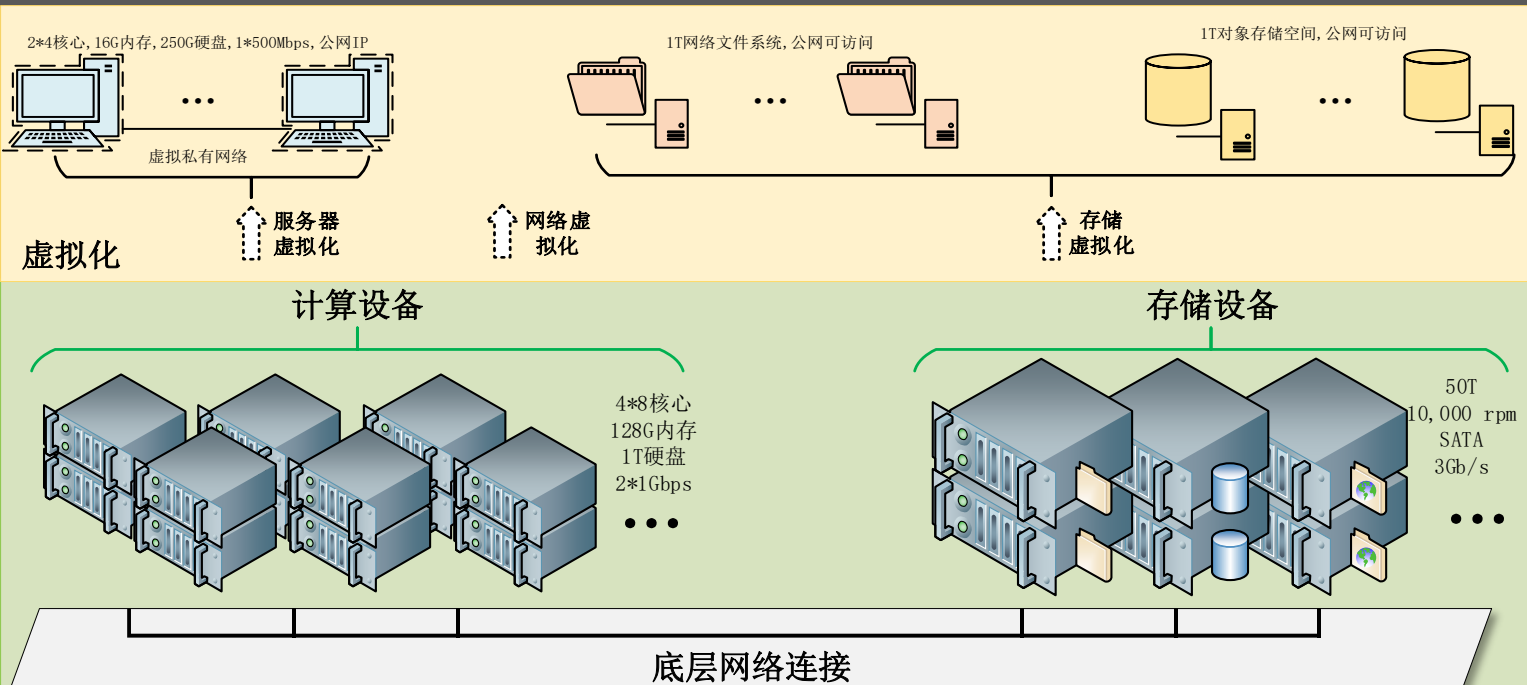 2*4核心,16G内存,250G硬盘,1*500Mbps,公网IP
1T网络文件系统,公网可访问
1T对象存储空间,公网可访问
虚拟私有网络
服务器
虚拟化
网络虚
拟化
存储
虚拟化
虚拟化
计算设备
存储设备
4*8核心
128G内存
1T硬盘
2*1Gbps
50T
10,000 rpm
SATA
3Gb/s
底层网络连接